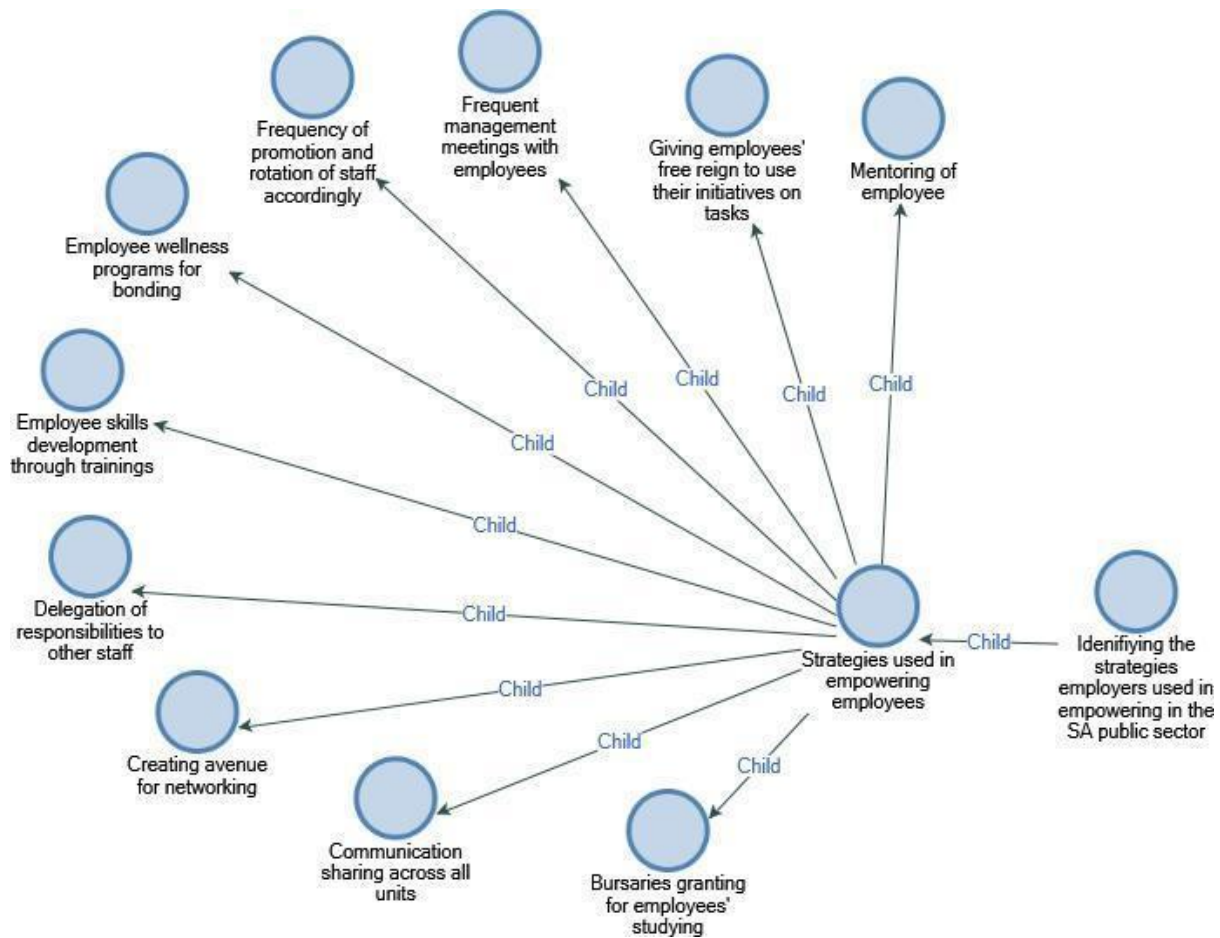 Frequency of
promotion and
rotation of staff
accordingly
Frequent
management
meetings with
employees
Giving employees'
free reign to use
their initiatives on
tasks
Mentoring of
employee
Employee wellness
programs for
bonding
Employee skills
development
through trainings
Delegation of
responsibilities to
other staff
Creating avenue
for networking
Communication
sharing across all
units
Bursaries granting
for employees'
studying
Strategies used in
empowering
employees
Idenifiying the
strategies
employers used in
empowering in the
SA public sector
Child
Child
Child
Child
Child
Child
Child
Child
Child
Child
Child